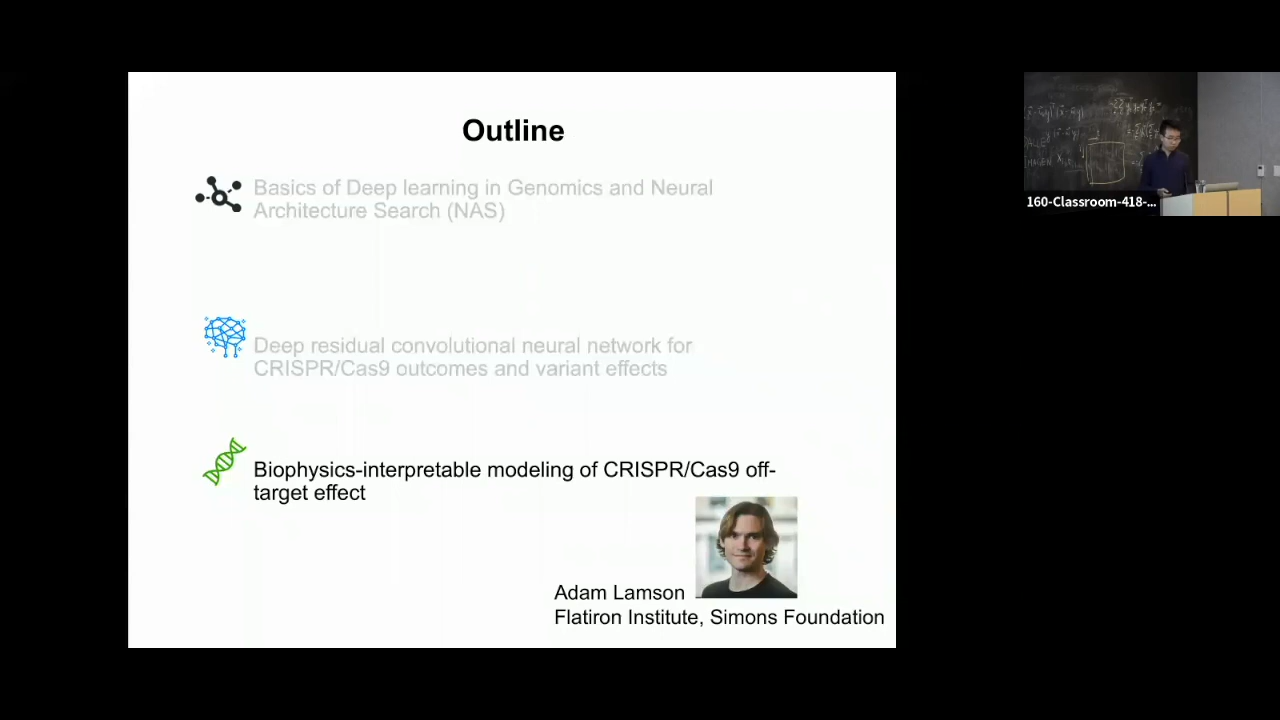 Outline
Basics of Deep learning in Genomics and Neural
Architecture Search (NAS)
Deep residual convolutional neural network for
CRISPR/Cas9 outcomes and variant effects
Biophysics-interpretable modeling of CRISPR/Cas9 off-
target effect
Adam Lamson
Flatiron Institute, Simons Foundation
160-Classroom-418-...